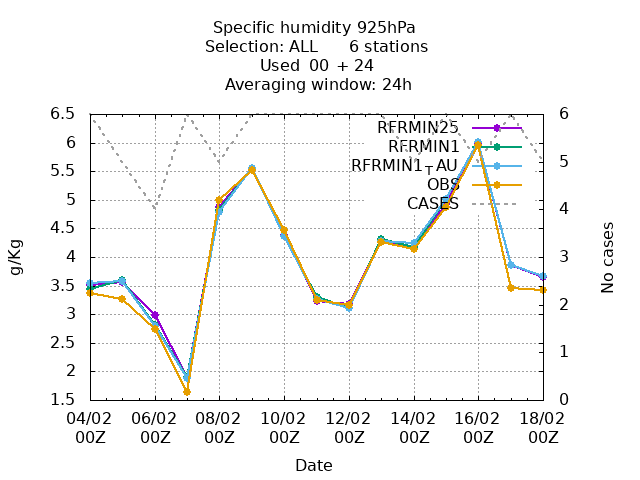 Specific humidity 925hPa
Selection: ALL 6 stations
Used 00 + 24
Averaging window: 24h
g/Kg
6.5
6
5.5
5
4.5
4
3.5
3
2.5
2
1.5
RFRMIN25
RFRMIN1
RFRMIN1_TAU
OBS
CASES
6
5
4
3
2
1
0
No cases
04/02 06/02 08/02 10/02 12/02 14/02 16/02 18/02
00Z 00Z 00Z 00Z 00Z 00Z 00Z 00Z
Date